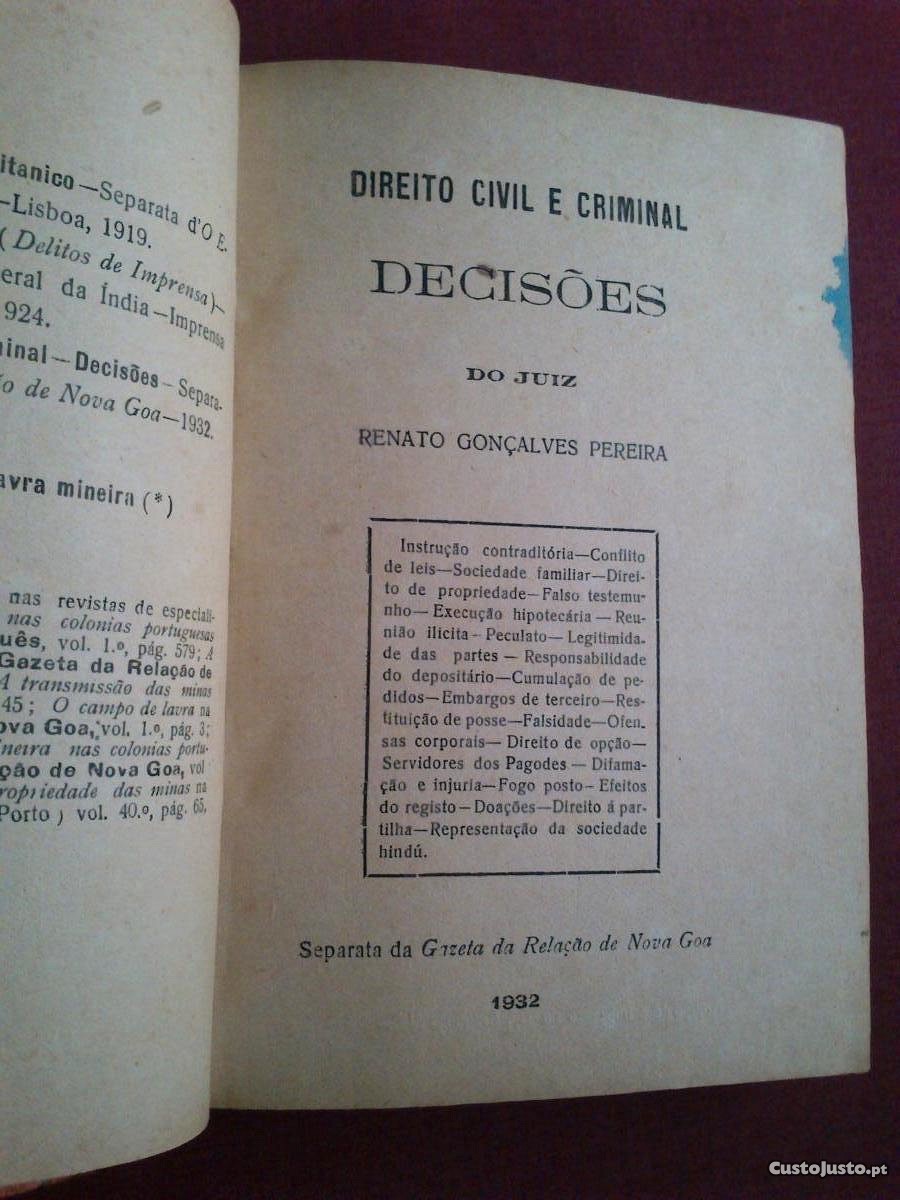 itanico—Separata d'O E.
—Lisboa, 1919.
(Delitos de Imprensa)—
eral da Índia—Imprensa
924.
inal—Decisões—Separa-
o de Nova Goa—1932.
avra mineira (*)
nas revistas de especiali-
nas colonias portuguesas
uês, vol. 1.º, pág. 579; A
Gazeta da Relação de
A transmissão das minas
45; O campo de lavra na
ova Goa, vol. 1.º, pág. 3;
ineira nas colonias portu-
ção de Nova Goa, vol
ropriedade das minas na
Porto) vol. 40.º, pág. 65.
DIREITO CIVIL E CRIMINAL
DECISÕES
DO JUIZ
RENATO GONÇALVES PEREIRA
Instrução contraditória—Conflito
de leis—Sociedade familiar—Direi-
to de propriedade—Falso testemu-
nho—Execução hipotecária—Reu-
nião ilicita-Peculato—Legitimida-
de das partes — Responsabilidade
do depositário—Cumulação de pe-
didos—Embargos de terceiro—Res-
tituição de posse—Falsidade—Ofen-
sas corporais—Direito de opção—
Servidores dos Pagodes — Difama-
ção e injuria—Fogo posto-Efeitos
do registo—Doações—Direito á par-
tilha—Representação da sociedade
hindú.
Separata da Gazeta da Relação de Nova Goa
1932
CustoJusto.pt